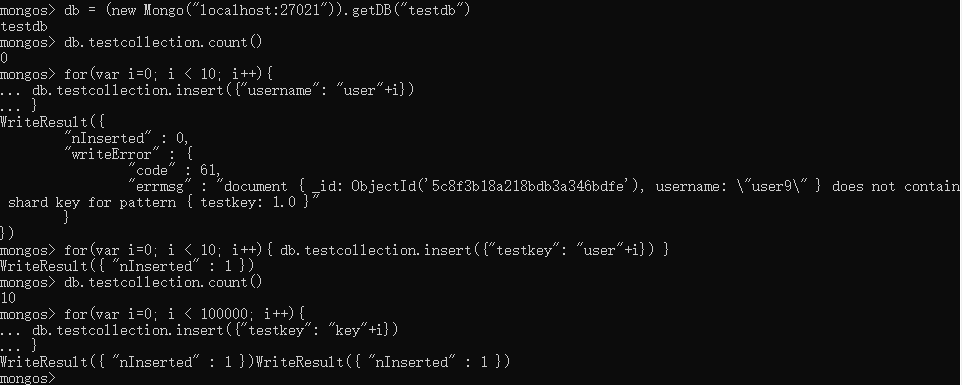 mongos> db = (new Mongo("localhost:27021")).getDB("testdb")
testdb
mongos> db.testcollection.count()
0
mongos> for(var i=0; i < 10; i++){
... db.testcollection.insert({"username": "user"+i})
... }
WriteResult({
        "nInserted" : 0,
        "writeError" : {
                "code" : 61,
                "errmsg" : "document { _id: ObjectId('5c8f3b18a218bdb3a346bdfe'), username: \"user9\" } does not contain
 shard key for pattern { testkey: 1.0 }"
        }
})
mongos> for(var i=0; i < 10; i++){ db.testcollection.insert({"testkey": "user"+i}) }
WriteResult({ "nInserted" : 1 })
mongos> db.testcollection.count()
10
mongos> for(var i=0; i < 100000; i++){
... db.testcollection.insert({"testkey": "key"+i})
... }
WriteResult({ "nInserted" : 1 })WriteResult({ "nInserted" : 1 })
mongos>